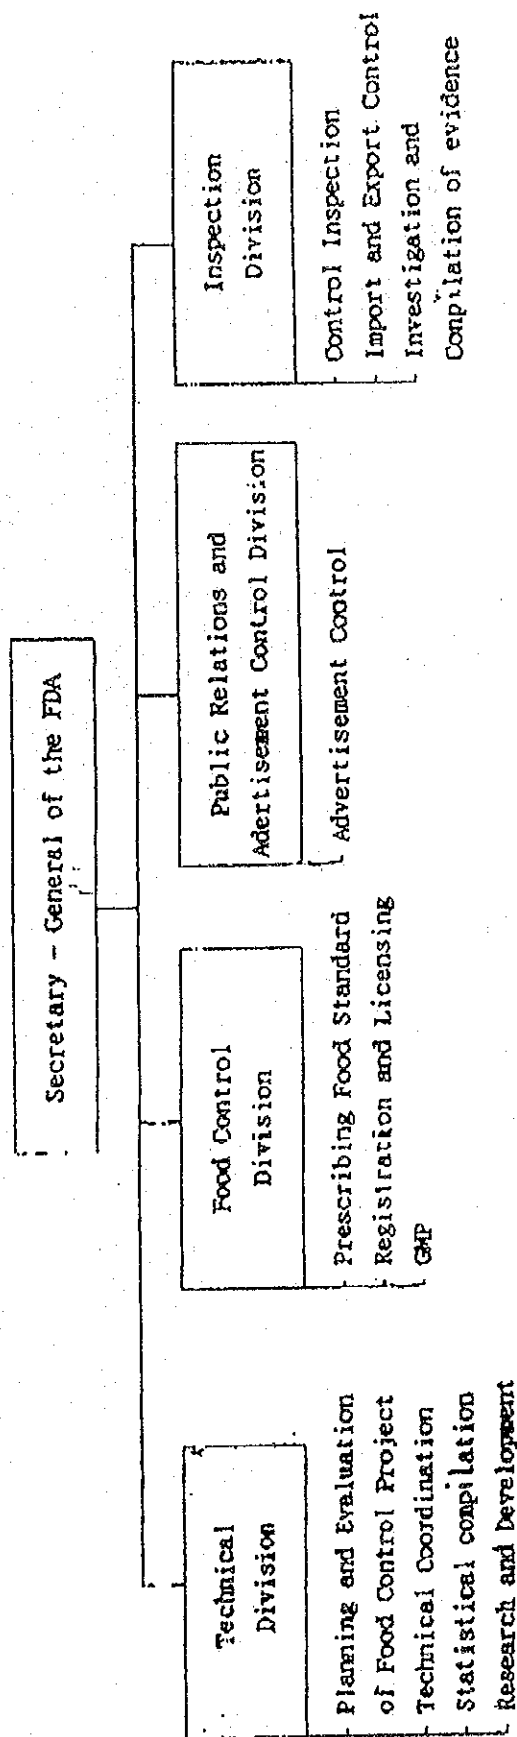 Secretary - General of the FDA
Technical
Division
Planning and Evaluation
of Food Control Project
Technical Coordination
Statistical compilation
Research and Development
Food Control
Division
Prescribing Food Standard
Registration and Licensing
GMP
Public Relations and
Adertisement Control Division
Advertisement Control
Inspection
Division
Control Inspection
Import and Export Control
Investigation and
Compilation of evidence